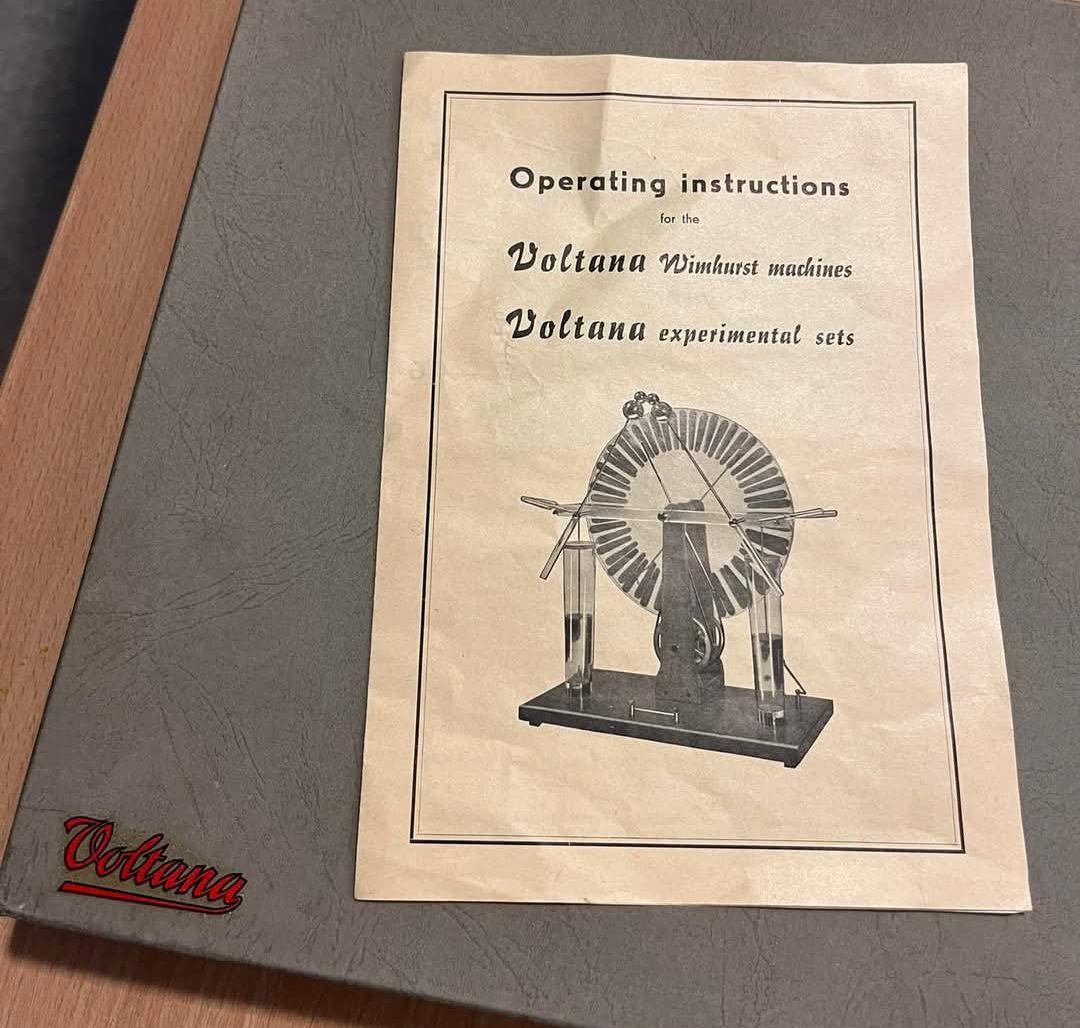 Operating instructions
for the
Voltana Wimhurst machines
Voltana experimental sets
Voltana